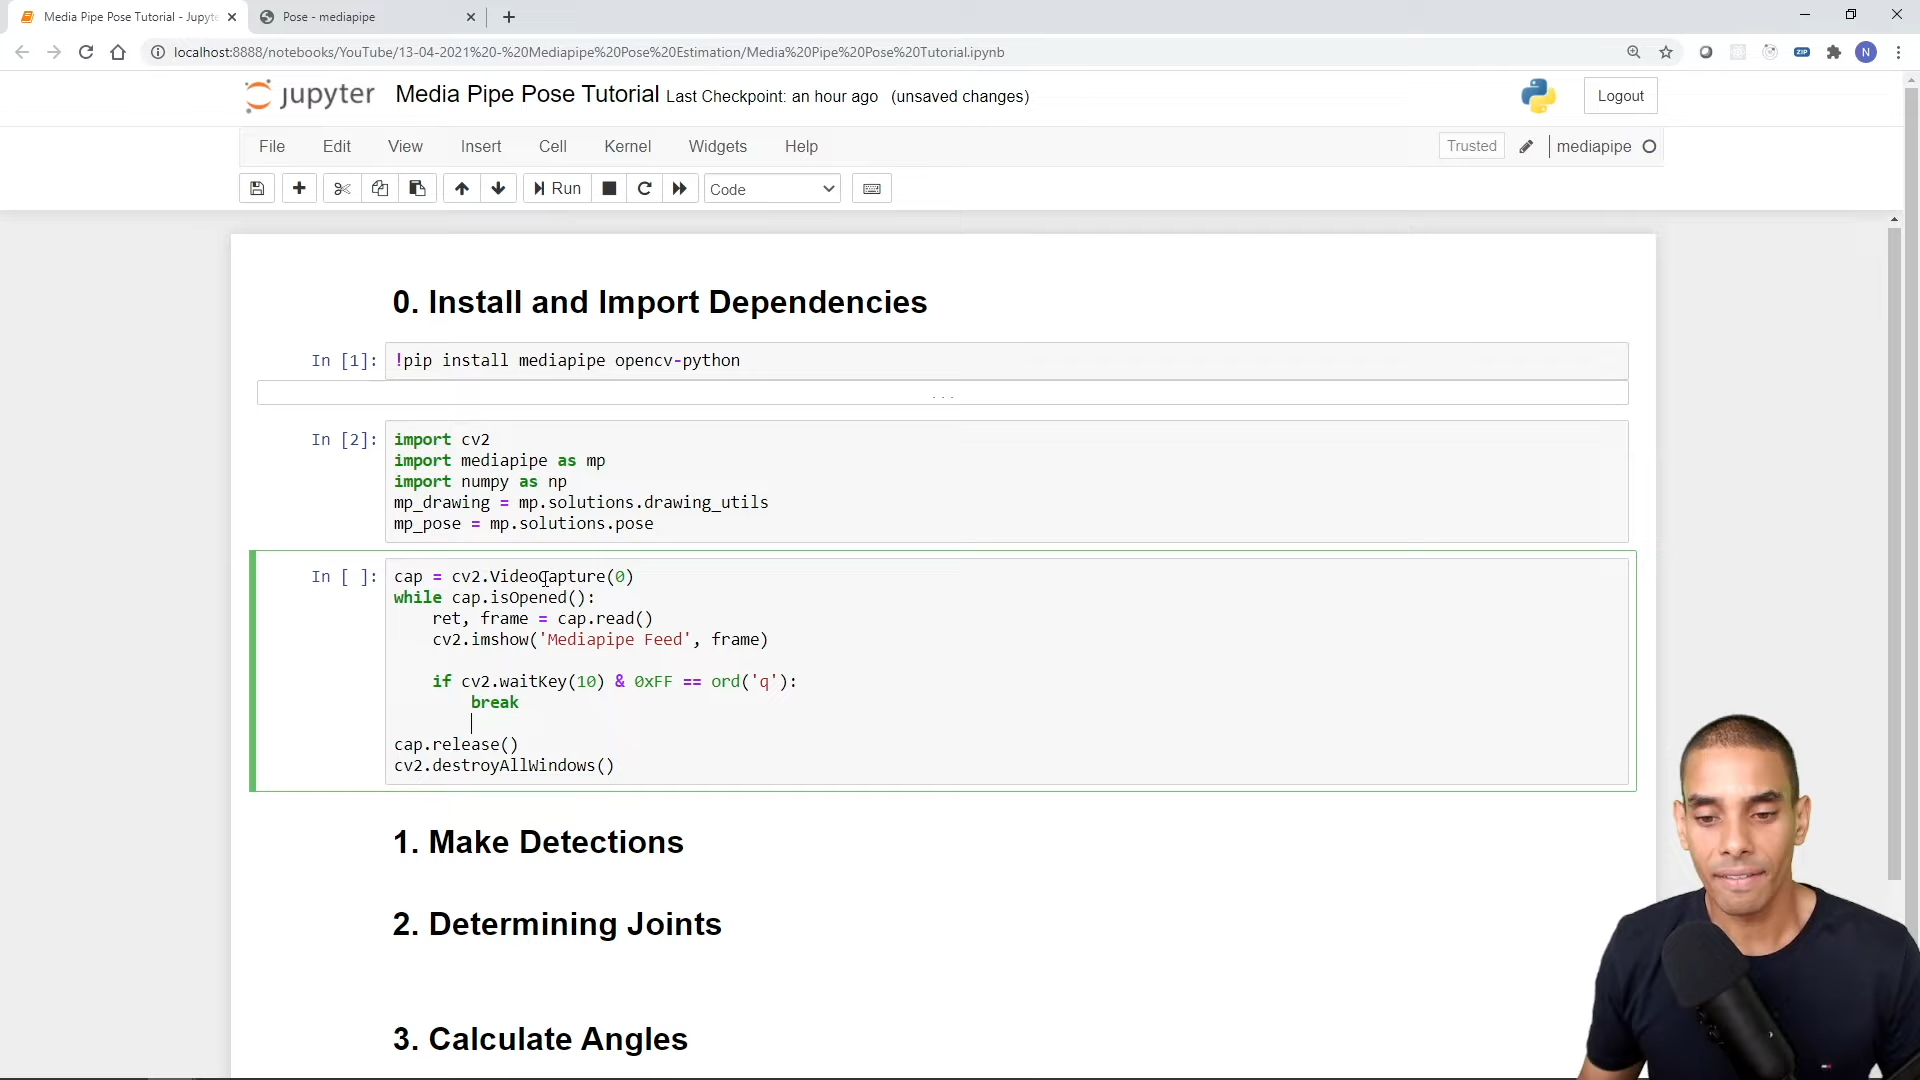 Media Pipe Pose Tutorial - Jupyte
Pose - mediapipe
localhost:8888/notebooks/YouTube/13-04-2021%20-%20Mediapipe%20Pose%20Estimation/Media%20Pipe%20Pose%20Tutorial.ipynb
ZIP
N
jupyter Media Pipe Pose Tutorial Last Checkpoint: an hour ago (unsaved changes)
Logout
File Edit View Insert Cell Kernel Widgets Help
Trusted
mediapipe
Run
Code
0. Install and Import Dependencies
In [1]: !pip install mediapipe opencv-python
. . .
In [2]: import cv2
import mediapipe as mp
import numpy as np
mp_drawing = mp.solutions.drawing_utils
mp_pose = mp.solutions.pose
In [ ]: cap = cv2.VideoCapture(0)
while cap.isOpened():
ret, frame = cap.read()
cv2.imshow('Mediapipe Feed', frame)
if cv2.waitKey(10) & 0xFF == ord('q'):
break
cap.release()
cv2.destroyAllWindows()
1. Make Detections
2. Determining Joints
3. Calculate Angles